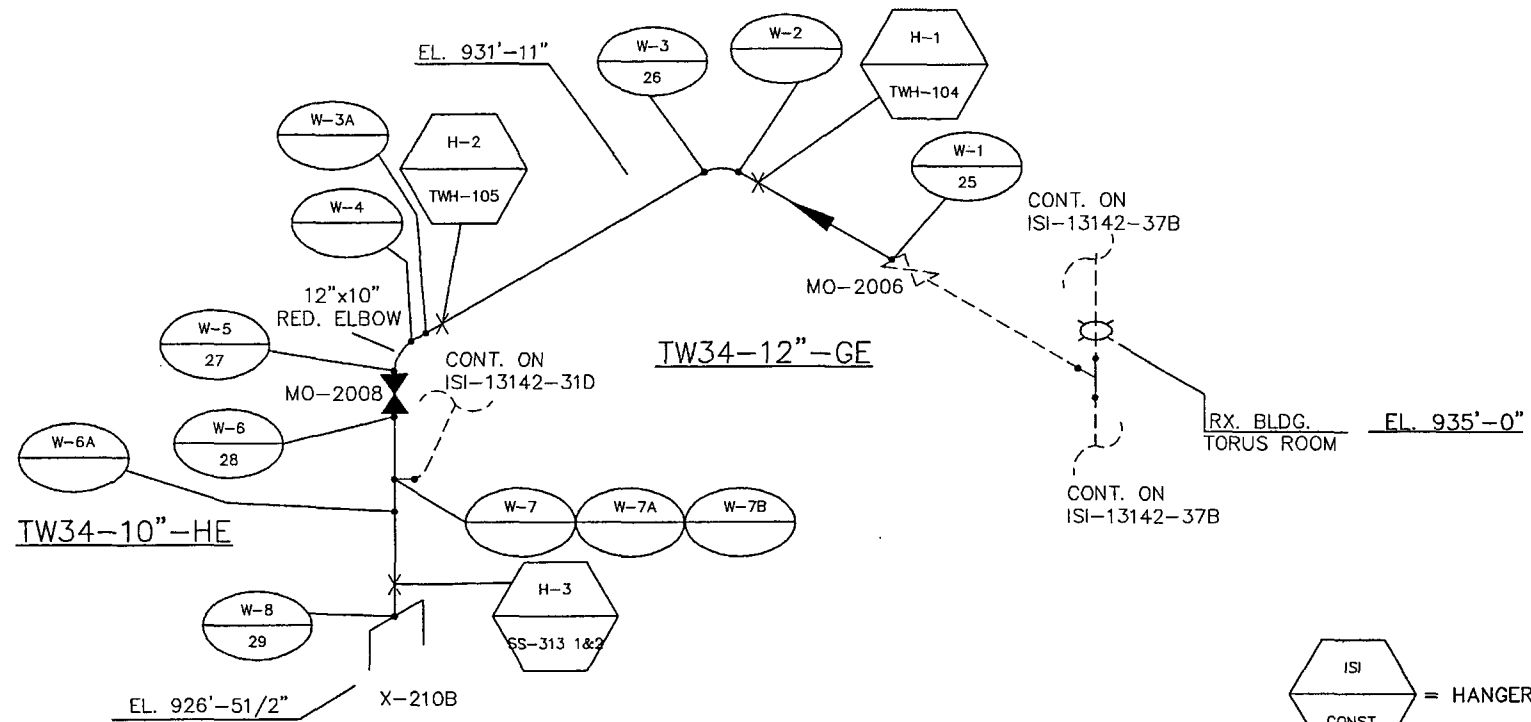 EL. 931'-11"
W-3
26
W-2
H-1
TWH-104
W-3A
H-2
TWH-105
W-1
25
W-4
CONT. ON
ISI-13142-37B
12"x10"
RED. ELBOW
MO-2006
W-5
27
CONT. ON
ISI-13142-31D
TW34-12"-GE
MO-2008
W-6
28
RX. BLDG.
TORUS ROOM
EL. 935'-0"
W-6A
CONT. ON
ISI-13142-37B
W-7
W-7A
W-7B
TW34-10"-HE
H-3
SS-313 1&2
W-8
29
EL. 926'-51/2"
X-210B
ISI
CONST
= HANGER